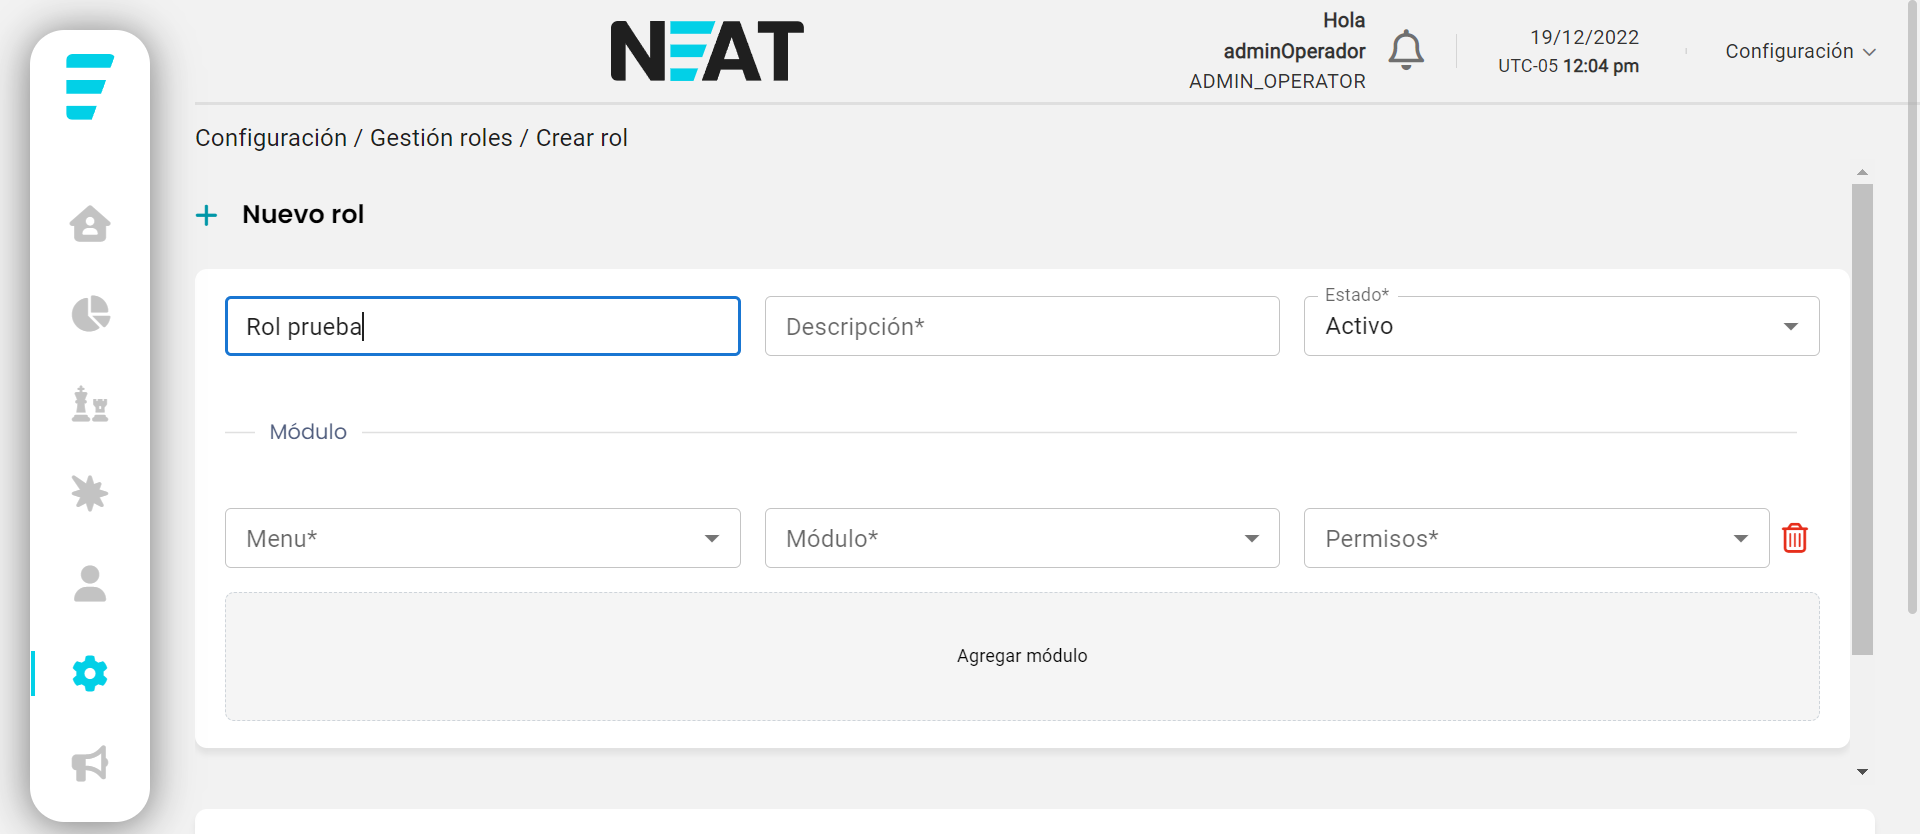 NEAT
Hola
adminOperador
ADMIN_OPERATOR
19/12/2022
UTC-05 12:04 pm
Configuración
Configuración / Gestión roles / Crear rol
Nuevo rol
Rol prueba
Descripción*
Estado*
Activo
Módulo
Menu*
Módulo*
Permisos*
Agregar módulo